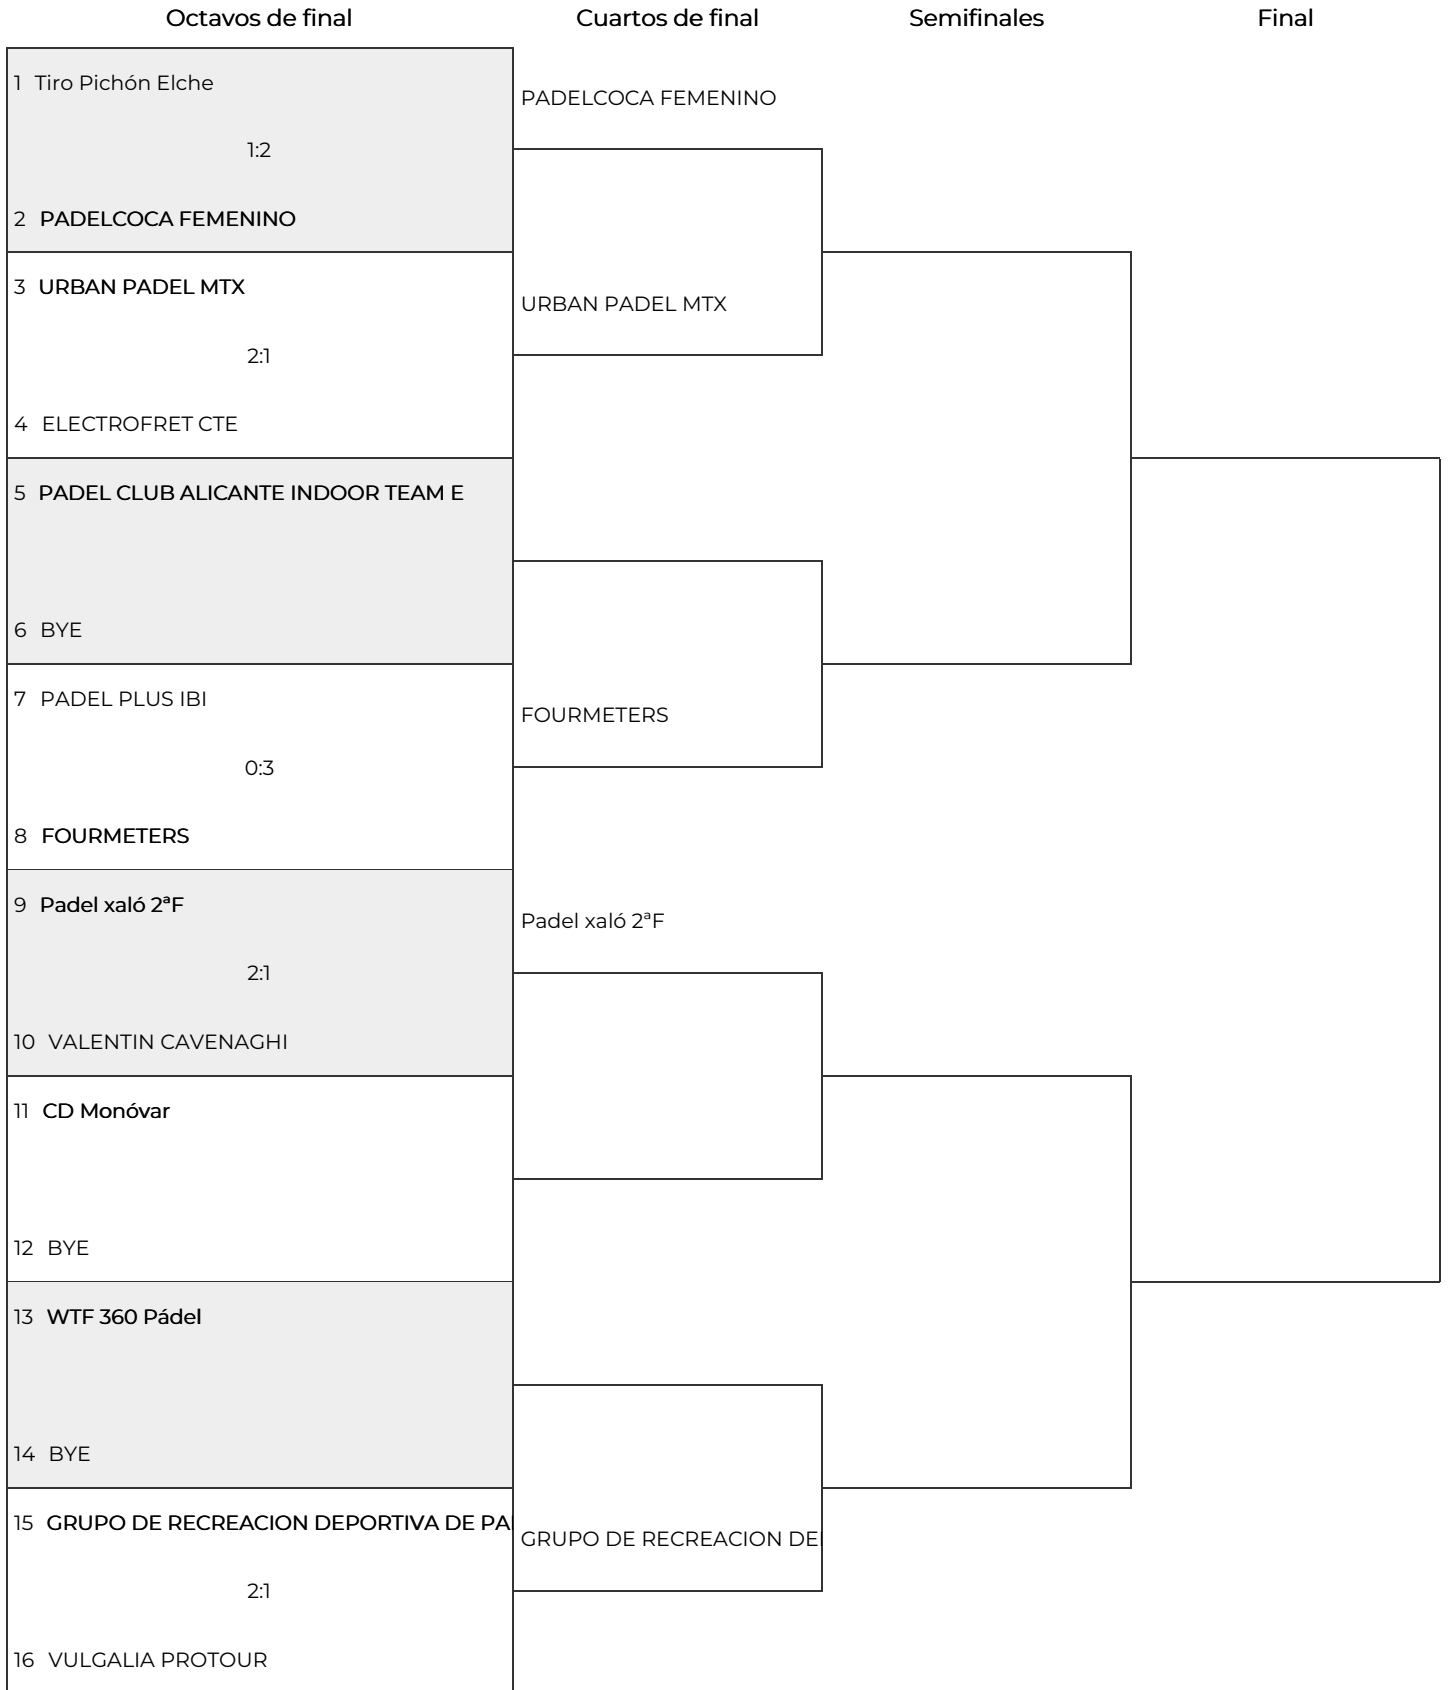 Octavos de final
Cuartos de final
Semifinales
Final
1 Tiro Pichón Elche
1:2
2 PADELCOCA FEMENINO
3 URBAN PADEL MTX
2:1
4 ELECTROFRET CTE
5 PADEL CLUB ALICANTE INDOOR TEAM E
6 BYE
7 PADEL PLUS IBI
0:3
8 FOURMETERS
9 Padel xaló 2ªF
2:1
10 VALENTIN CAVENAGHI
11 CD Monóvar
12 BYE
13 WTF 360 Pádel
14 BYE
15 GRUPO DE RECREACION DEPORTIVA DE PA
2:1
16 VULGALIA PROTOUR
PADELCOCA FEMENINO
URBAN PADEL MTX
FOURMETERS
Padel xaló 2ªF
GRUPO DE RECREACION DE